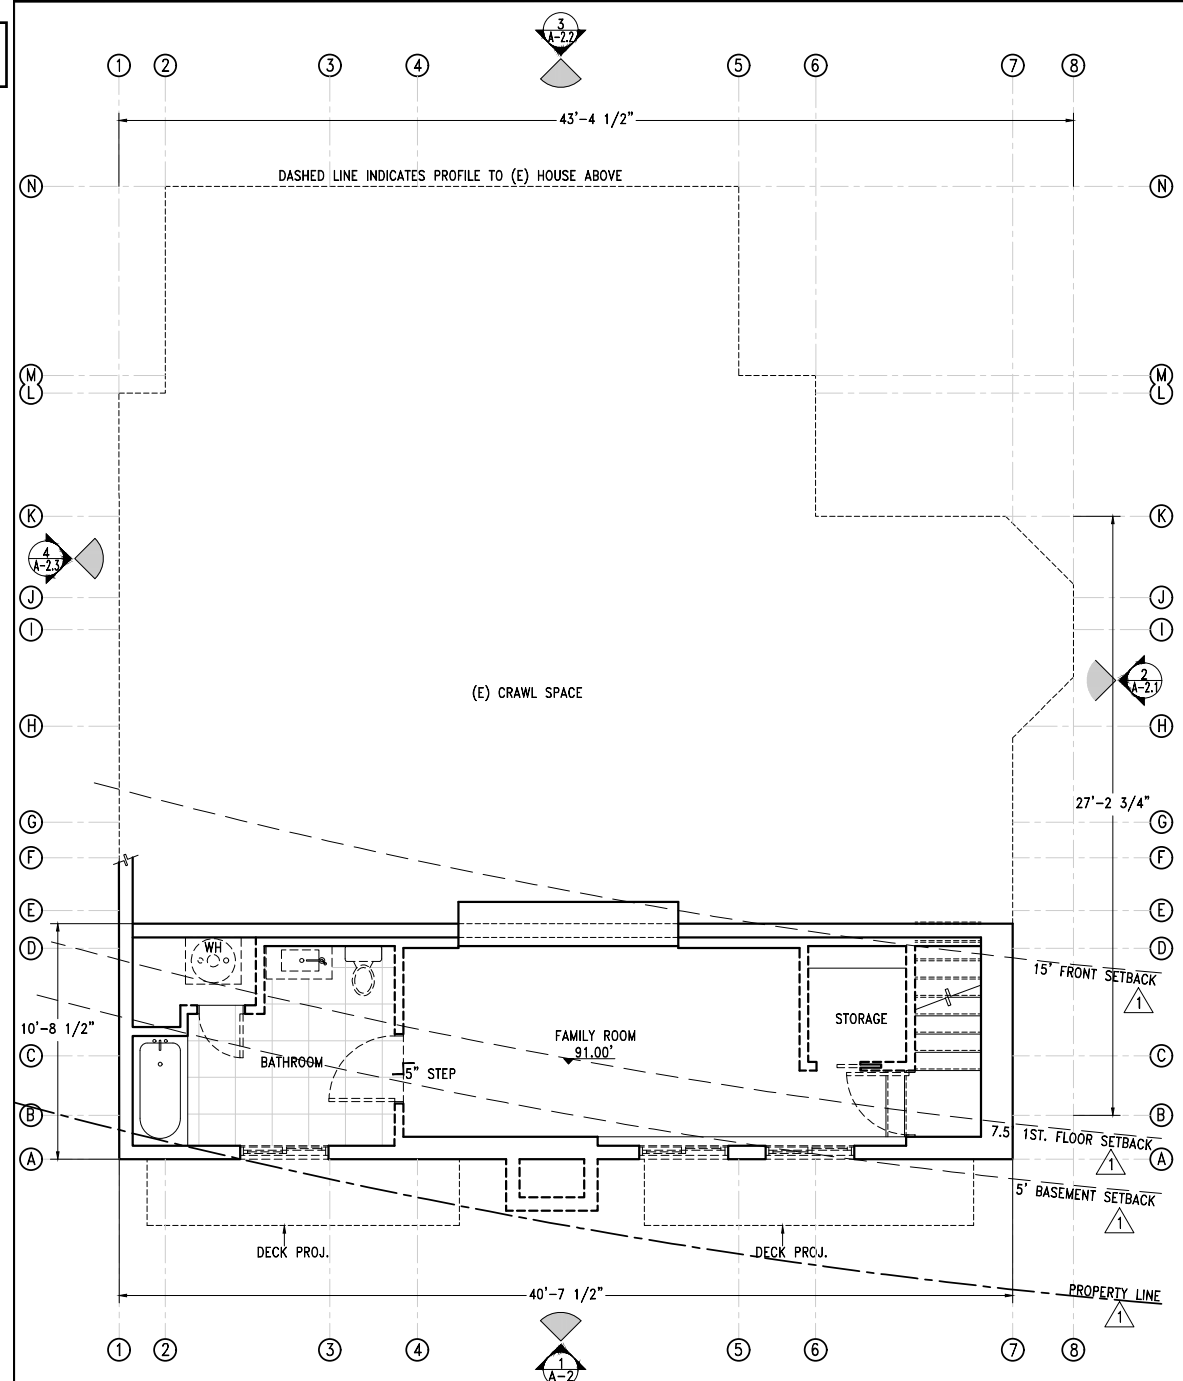 3
A-2.2
1 2 3 4 5 6 7 8
43'-4 1/2"
DASHED LINE INDICATES PROFILE TO (E) HOUSE ABOVE
N N
M M
L L
K K
4
A-2.3
J J
I I
2
A-2.1
(E) CRAWL SPACE
H H
27'-2 3/4"
G G
F F
E E
D D
WH
15' FRONT SETBACK
1
10'-8 1/2"
STORAGE
FAMILY ROOM
91.00'
C C
BATHROOM
5" STEP
B B
7.5' 1ST. FLOOR SETBACK
1
A A
5' BASEMENT SETBACK
1
DECK PROJ. DECK PROJ.
40'-7 1/2"
PROPERTY LINE
1
1 2 3 4 5 6 7 8
1
A-2